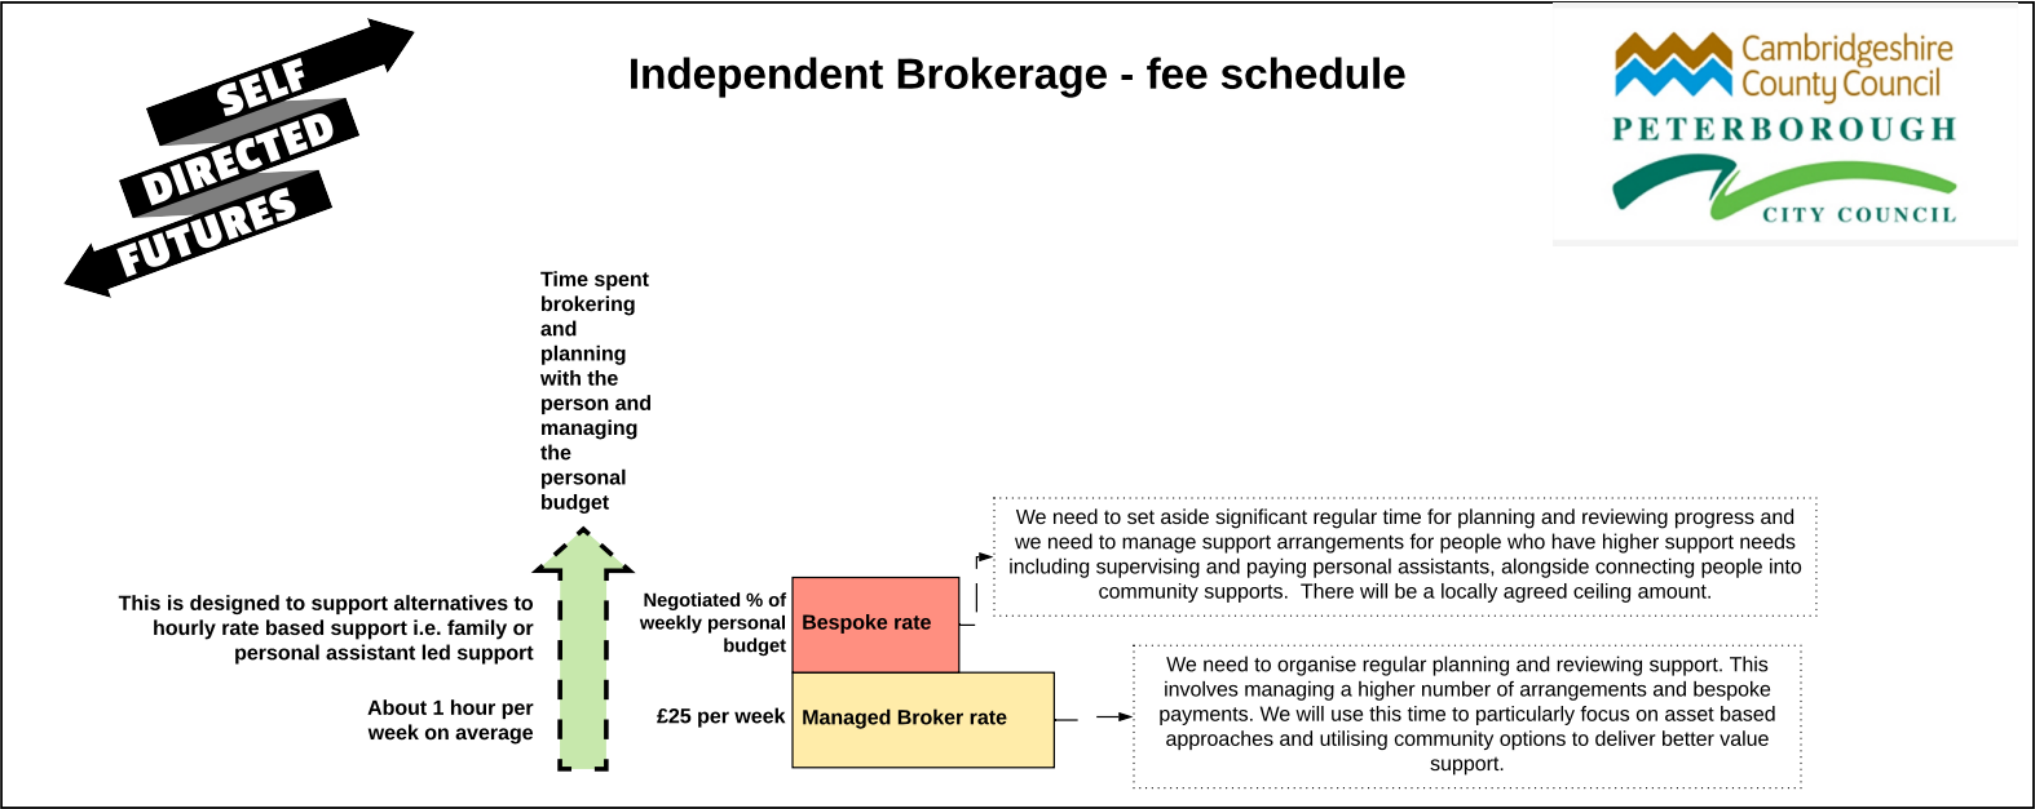 SELF
DIRECTED
FUTURES
Independent Brokerage - fee schedule
Cambridgeshire
County Council
PETERBOROUGH
CITY COUNCIL
Time spent
brokering
and
planning
with the
person and
managing
the
personal
budget
This is designed to support alternatives to
hourly rate based support i.e. family or
personal assistant led support
About 1 hour per
week on average
Negotiated % of
weekly personal
budget
Bespoke rate
We need to set aside significant regular time for planning and reviewing progress and
we need to manage support arrangements for people who have higher support needs
including supervising and paying personal assistants, alongside connecting people into
community supports.  There will be a locally agreed ceiling amount.
£25 per week
Managed Broker rate
We need to organise regular planning and reviewing support. This
involves managing a higher number of arrangements and bespoke
payments. We will use this time to particularly focus on asset based
approaches and utilising community options to deliver better value
support.